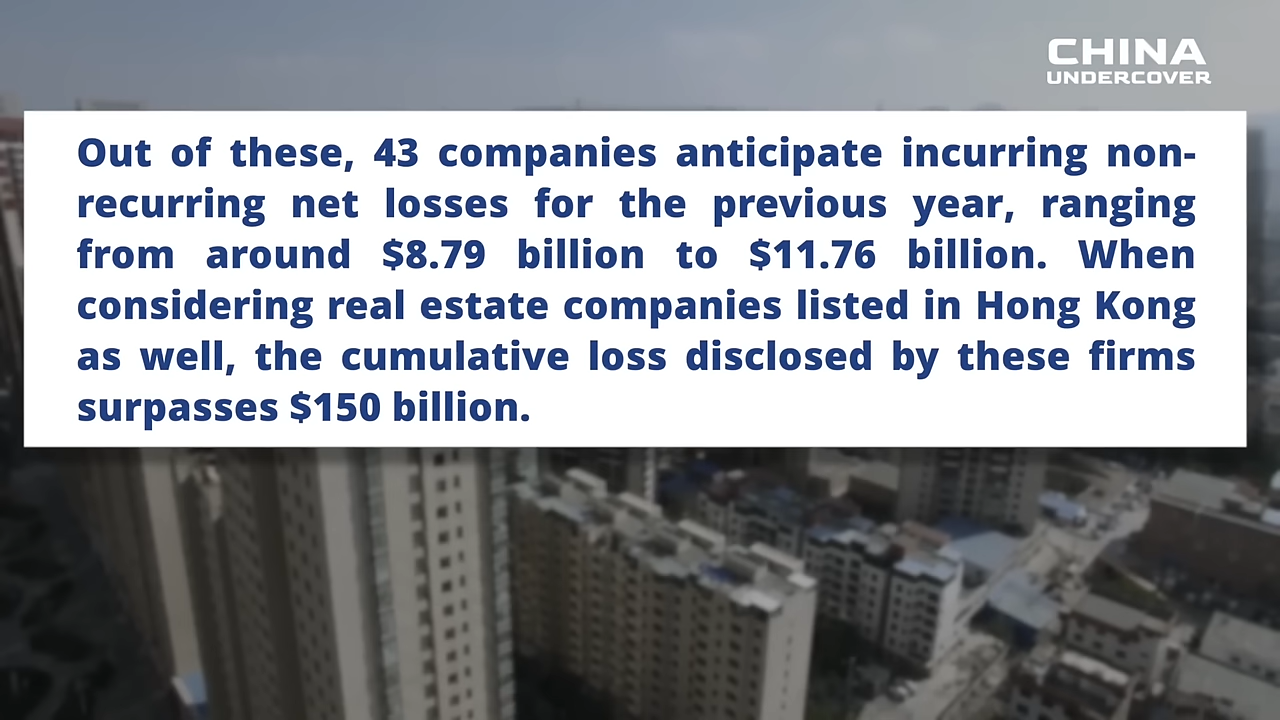 CHINA
UNDERCOVER
Out of these, 43 companies anticipate incurring non-
recurring net losses for the previous year, ranging
from around $8.79 billion to $11.76 billion. When
considering real estate companies listed in Hong Kong
as well, the cumulative loss disclosed by these firms
surpasses $150 billion.